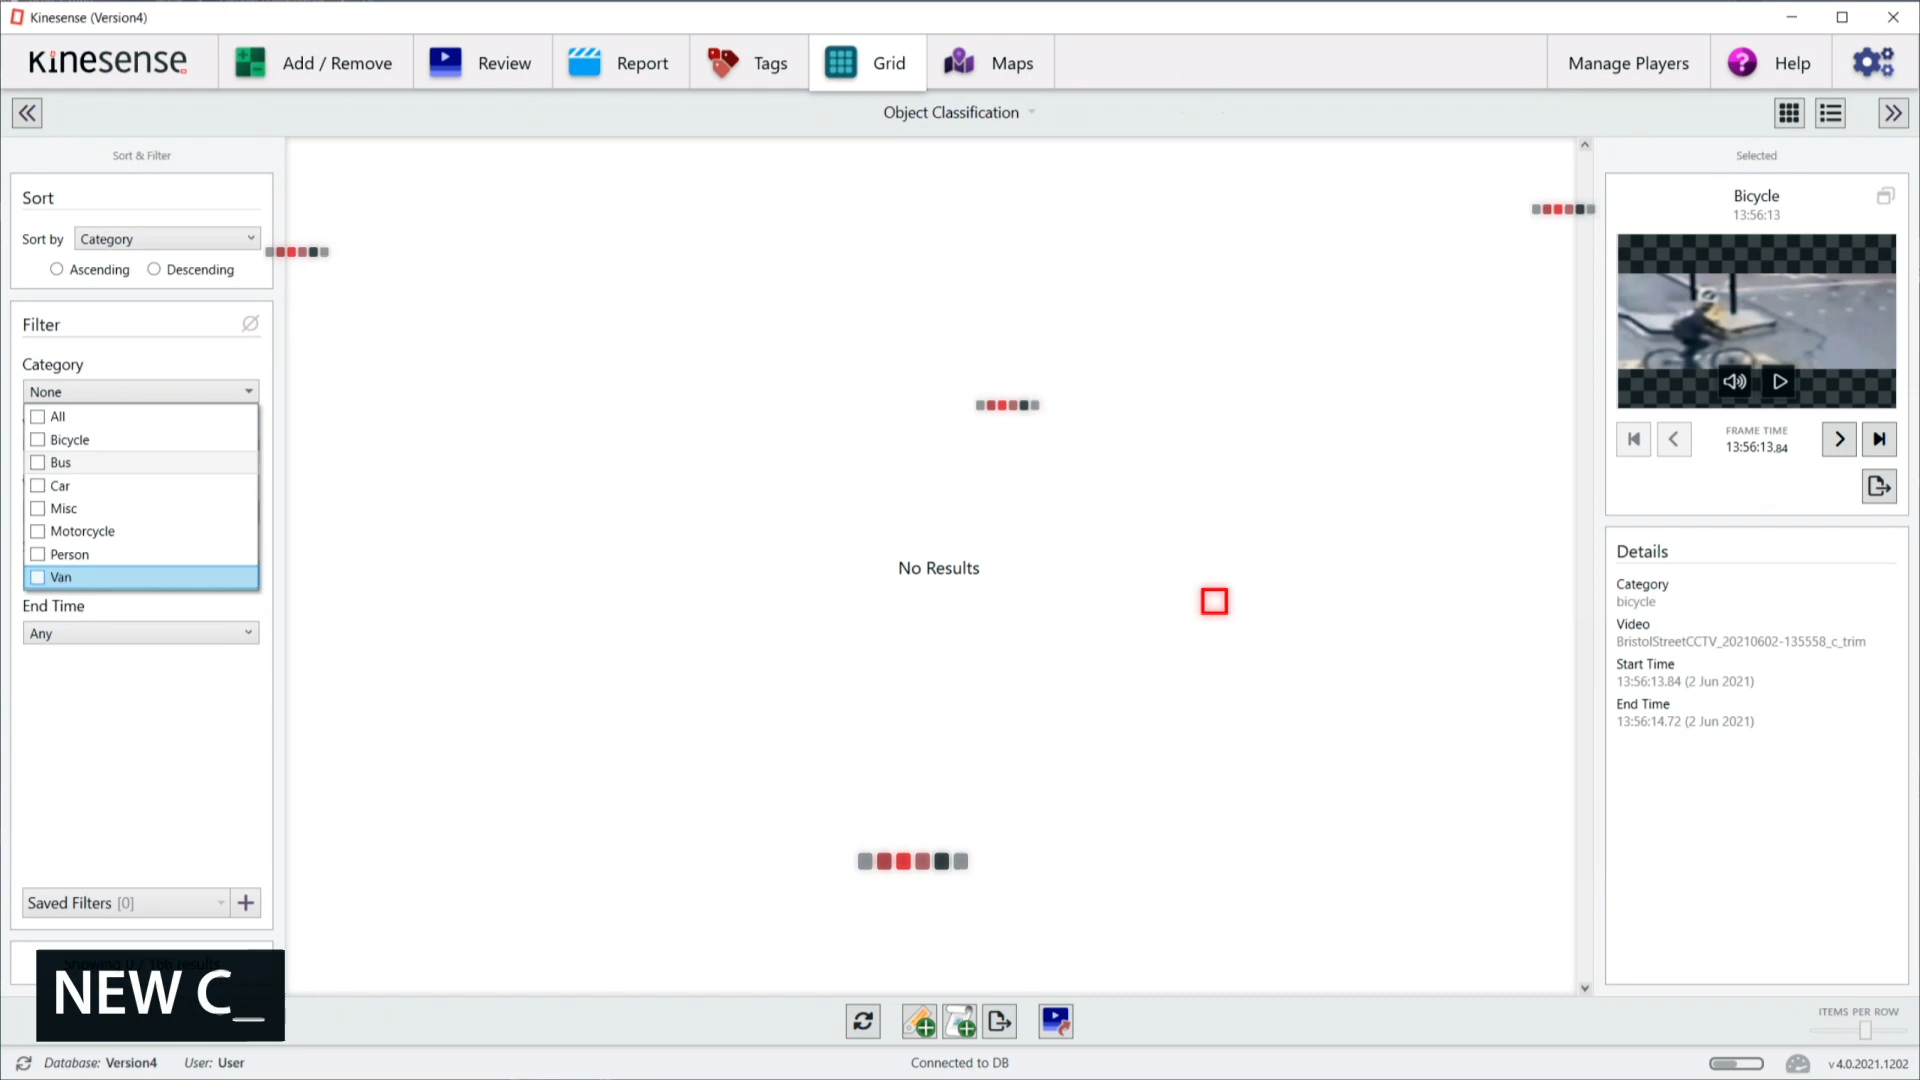 Kinesense (Version4)
Kinesense
Add / Remove
Review
Report
Tags
Grid
Maps
Manage Players
Help
Object Classification
Sort & Filter
Sort
Sort by
Category
Ascending
Descending
Filter
Category
None
All
Bicycle
Bus
Car
Misc
Motorcycle
Person
Van
End Time
Any
Saved Filters [0]
NEW C_
No Results
Selected
Bicycle
13:56:13
FRAME TIME
13:56:13.84
Details
Category
bicycle
Video
BristolStreetCCTV_20210602-135558_c_trim
Start Time
13:56:13.84 (2 Jun 2021)
End Time
13:56:14.72 (2 Jun 2021)
ITEMS PER ROW
Database: Version4
User: User
Connected to DB
v 4.0.2021.1202